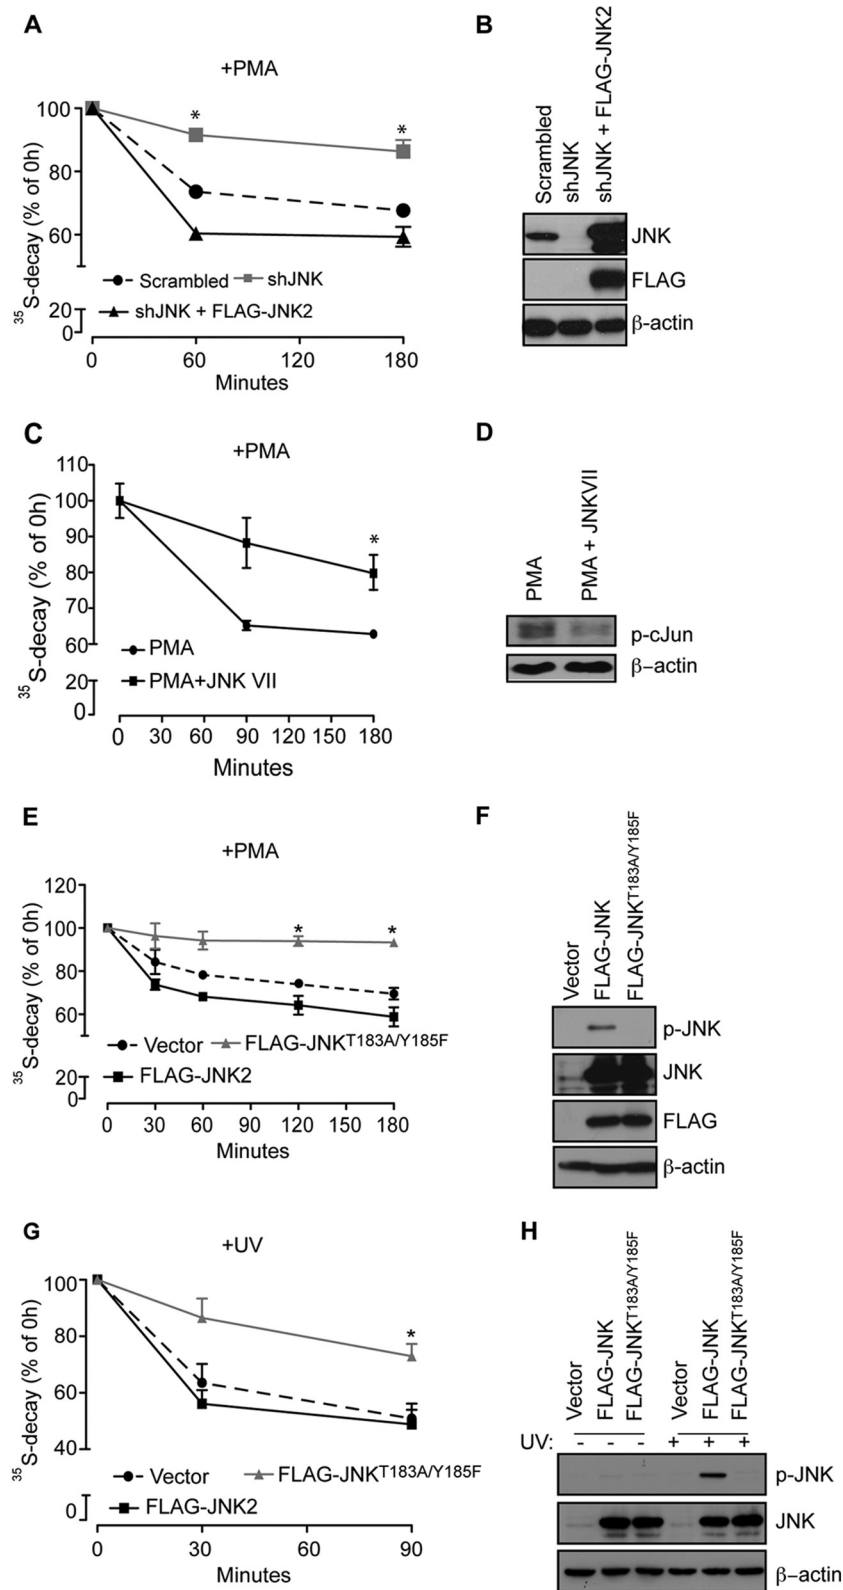 A
+PMA
*
*
100
80
60
20
0
35 S-decay (% of 0h)
Scrambled
shJNK
shJNK + FLAG-JNK2
0 60 120 180
Minutes
B
Scrambled
shJNK
shJNK + FLAG-JNK2
JNK
FLAG
β-actin
C
+PMA
*
110
100
90
80
70
60
20
0
35 S-decay (% of 0h)
PMA
PMA+JNK VII
0 30 60 90 120 150 180
Minutes
D
PMA
PMA + JNKVII
p-cJun
β-actin
E
+PMA
* *
120
100
80
60
20
0
35 S-decay (% of 0h)
Vector FLAG-JNKT183A/Y185F
FLAG-JNK2
0 30 60 90 120 150 180
Minutes
F
Vector
FLAG-JNK
FLAG-JNKT183A/Y185F
p-JNK
JNK
FLAG
β-actin
G
+UV
*
100
80
60
40
0
35 S-decay (% of 0h)
Vector FLAG-JNKT183A/Y185F
FLAG-JNK2
0 30 60 90
Minutes
H
Vector
FLAG-JNK
FLAG-JNKT183A/Y185F
Vector
FLAG-JNK
FLAG-JNKT183A/Y185F
UV: - - - + + +
p-JNK
JNK
β-actin